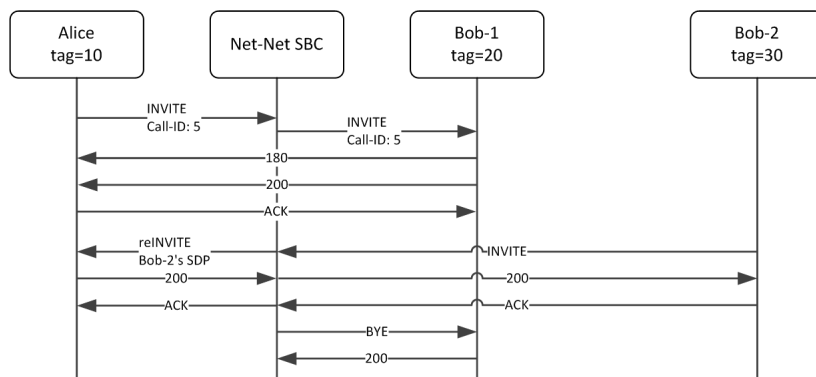 Alice
tag=10
Net-Net SBC
Bob-1
tag=20
Bob-2
tag=30
INVITE
Call-ID: 5
INVITE
Call-ID: 5
180
200
ACK
reINVITE
Bob-2's SDP
INVITE
200
200
ACK
ACK
BYE
200